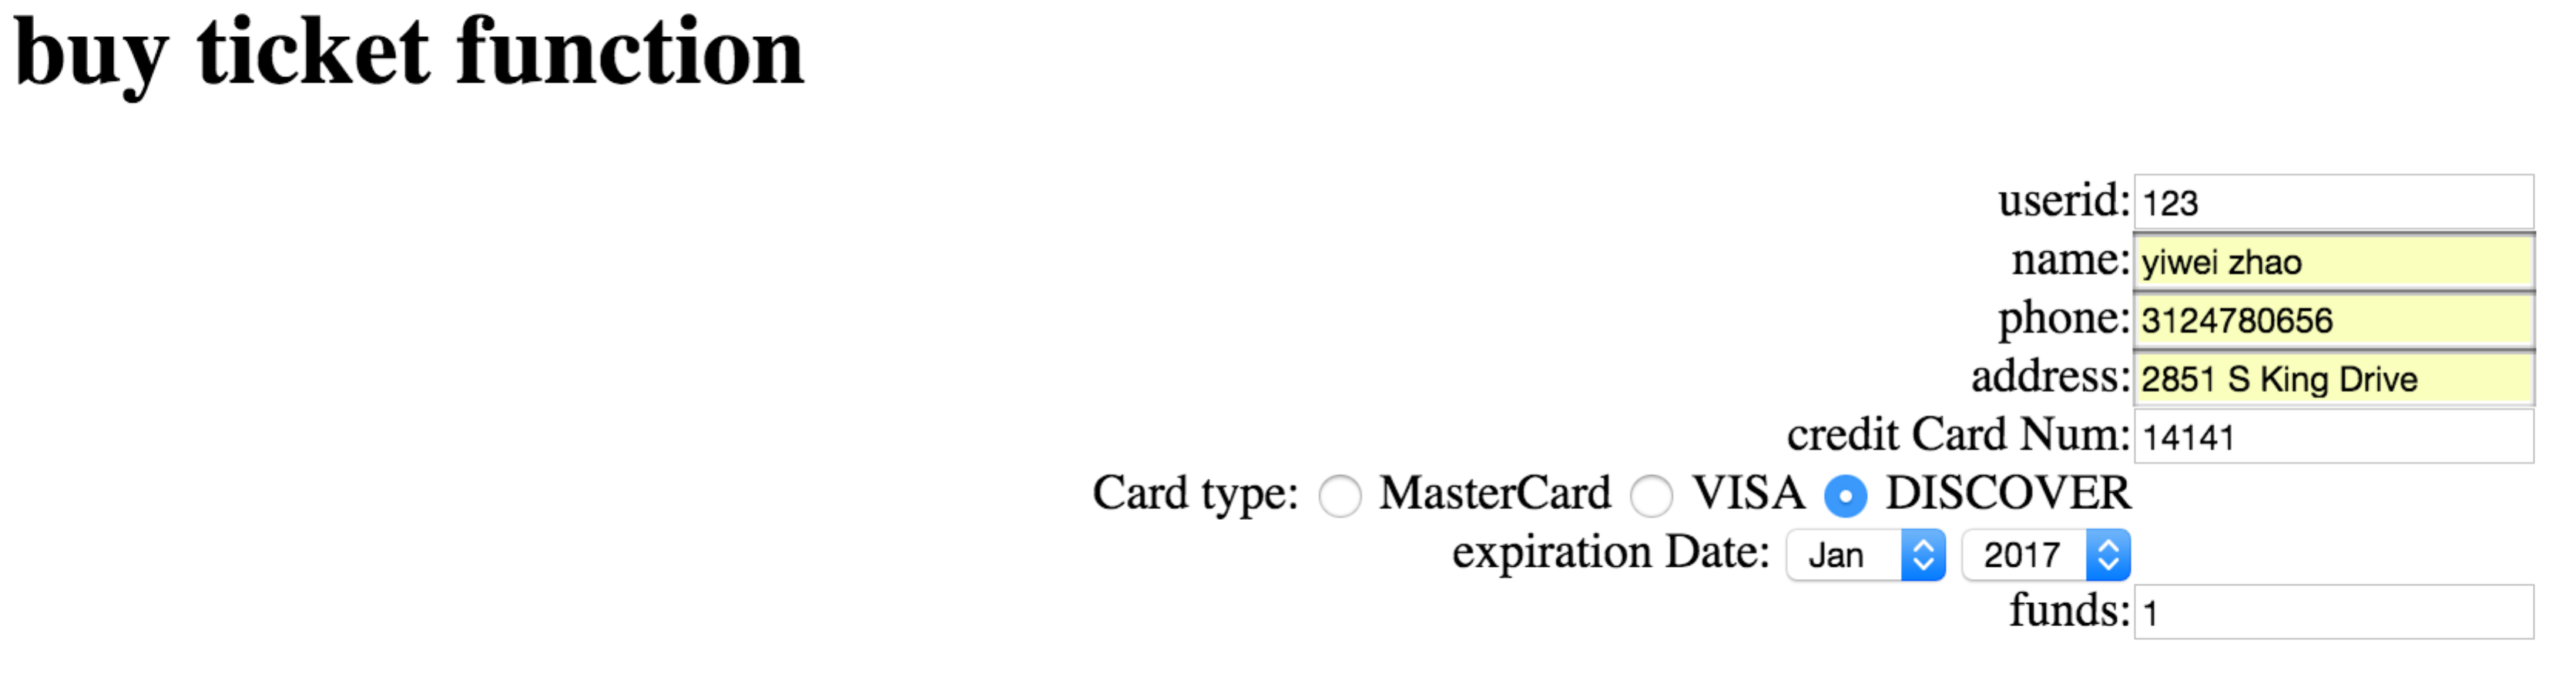 buy ticket function
userid: 123
name: yiwei zhao
phone: 3124780656
address: 2851 S King Drive
credit Card Num: 14141
Card type: MasterCard VISA DISCOVER
expiration Date: Jan 2017
funds: 1